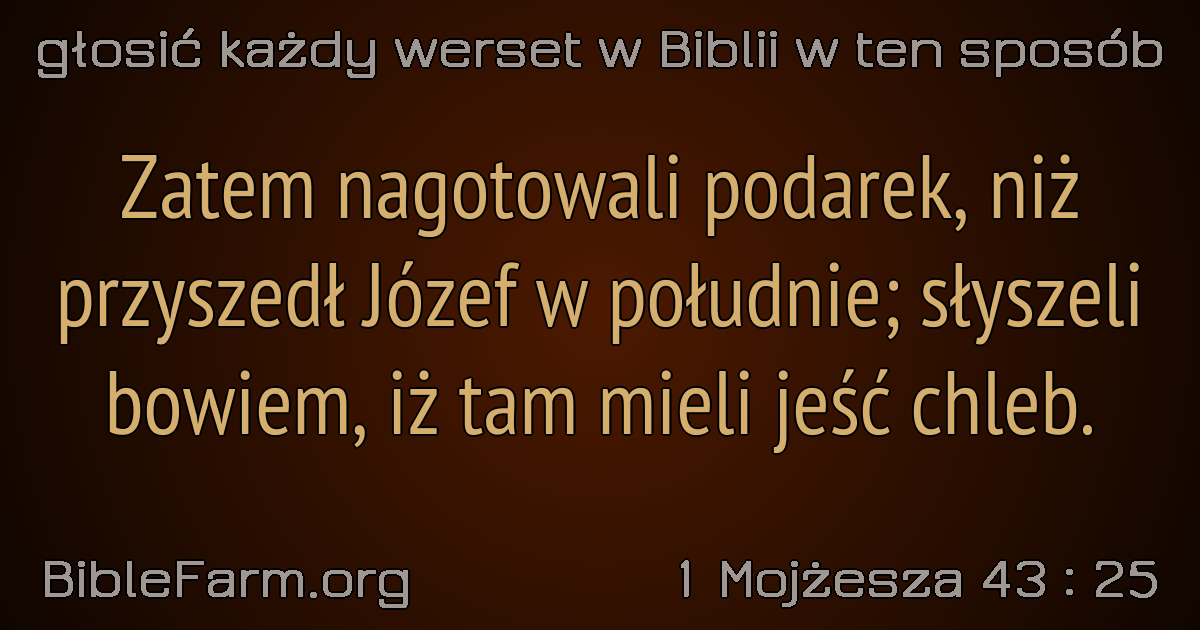 głosić każdy werset w Biblii w ten sposób
Zatem nagotowali podarek, niż
przyszedł Józef w południe; słyszeli
bowiem, iż tam mieli jeść chleb.
BibleFarm.org
1 Mojżesza 43 : 25